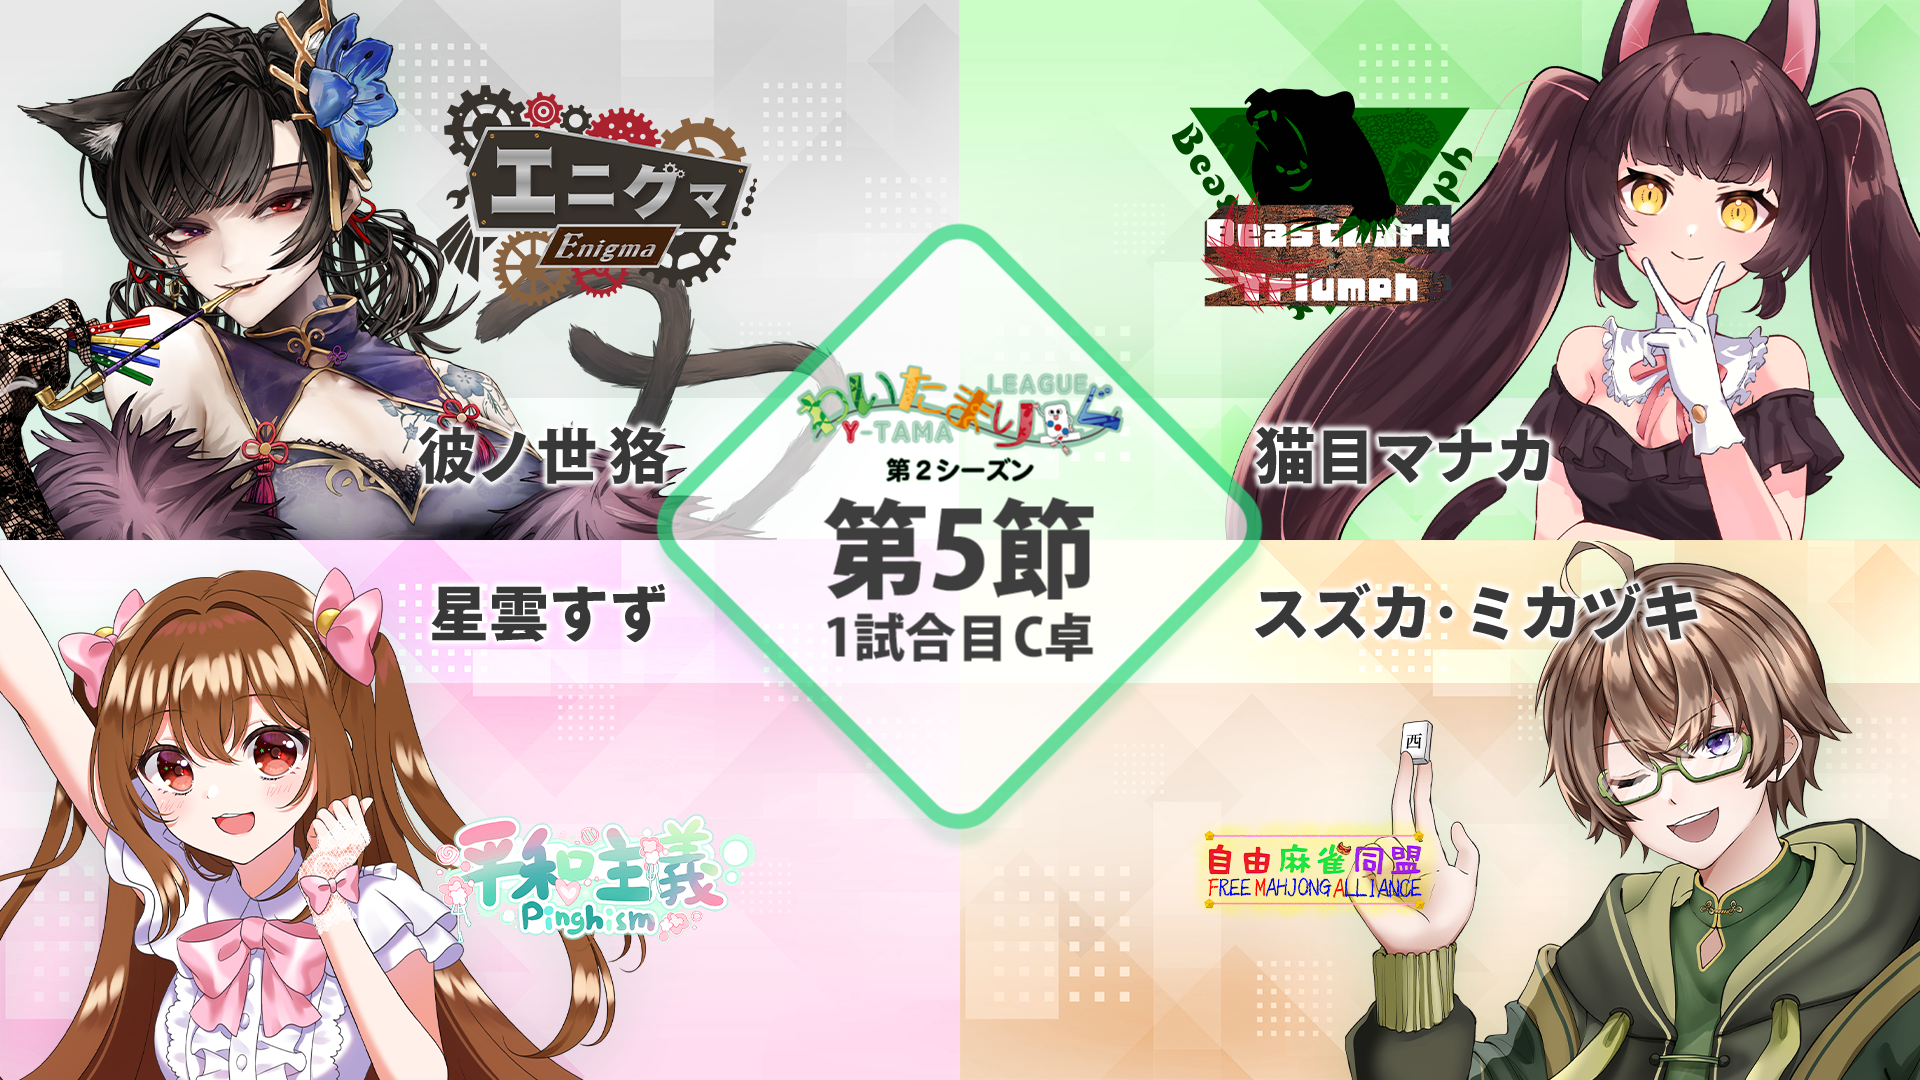 エニグマ
Enigma
Beastmark
Triumph
彼ノ世 狢
猫目マナカ
わいたまりーぐ
LEAGUE
Y-TAMA
第2シーズン
第5節
1試合目 C卓
星雲すず
スズカ・ミカヅキ
西
平和主義
Pinghism
自由麻雀同盟
FREE MAHJONG ALLIANCE